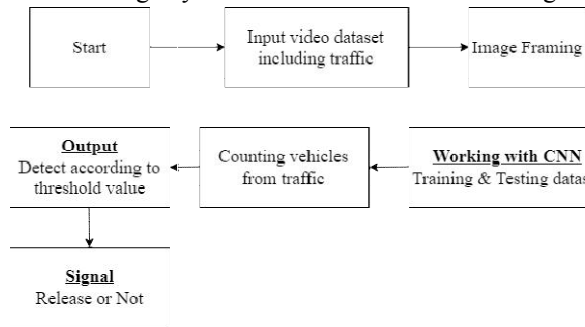 Start
Input video dataset
including traffic
Image Framing
Working with CNN
Training & Testing
Counting vehicles
from traffic
Output
Detect according to
threshold value
Signal
Release or Not